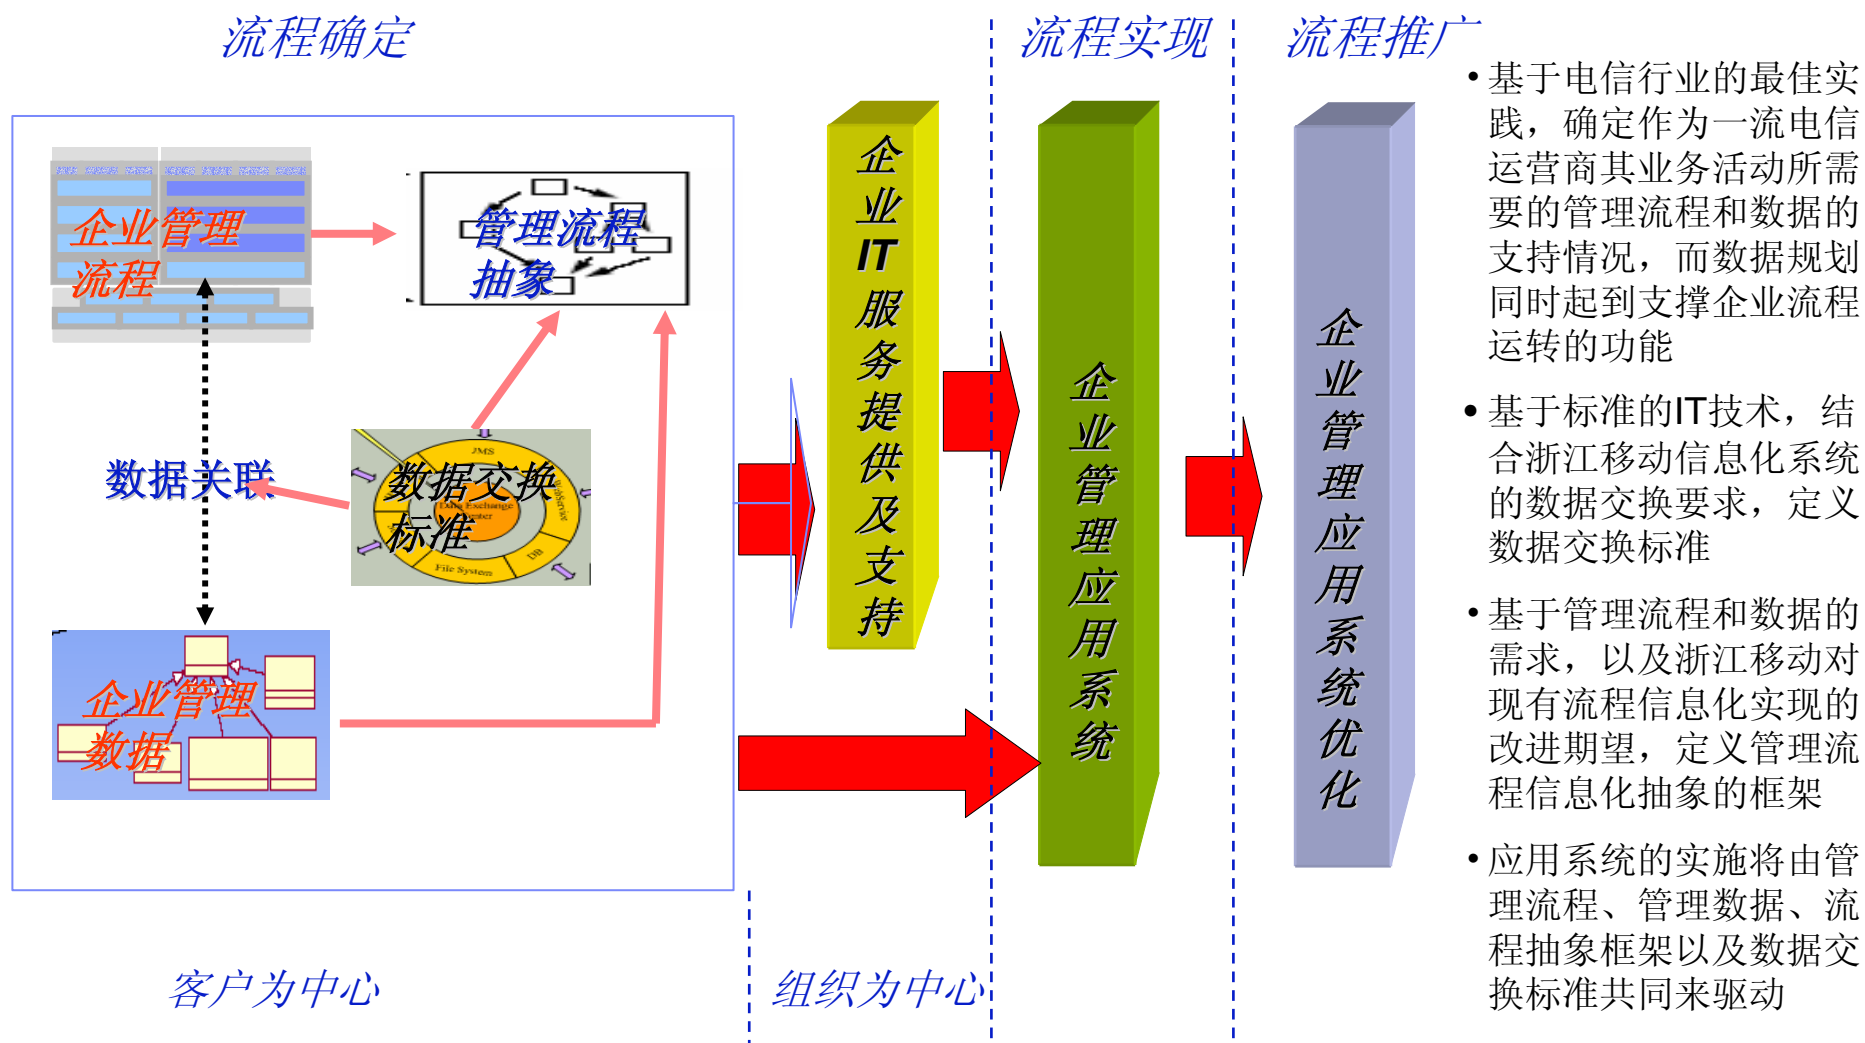 流程确定
流程实现
流程推广
企业管理
流程
管理流程
抽象
数据关联
JMS
WebService
Data Exchange
Center
DB
File System
数据交换
标准
企业管理
数据
企
业
IT
服
务
提
供
及
支
持
企
业
管
理
应
用
系
统
企
业
管
理
应
用
系
统
优
化
•基于电信行业的最佳实
践，确定作为一流电信
运营商其业务活动所需
要的管理流程和数据的
支持情况，而数据规划
同时起到支撑企业流程
运转的功能
•基于标准的IT技术，结
合浙江移动信息化系统
的数据交换要求，定义
数据交换标准
•基于管理流程和数据的
需求，以及浙江移动对
现有流程信息化实现的
改进期望，定义管理流
程信息化抽象的框架
•应用系统的实施将由管
理流程、管理数据、流
程抽象框架以及数据交
换标准共同来驱动
客户为中心
组织为中心